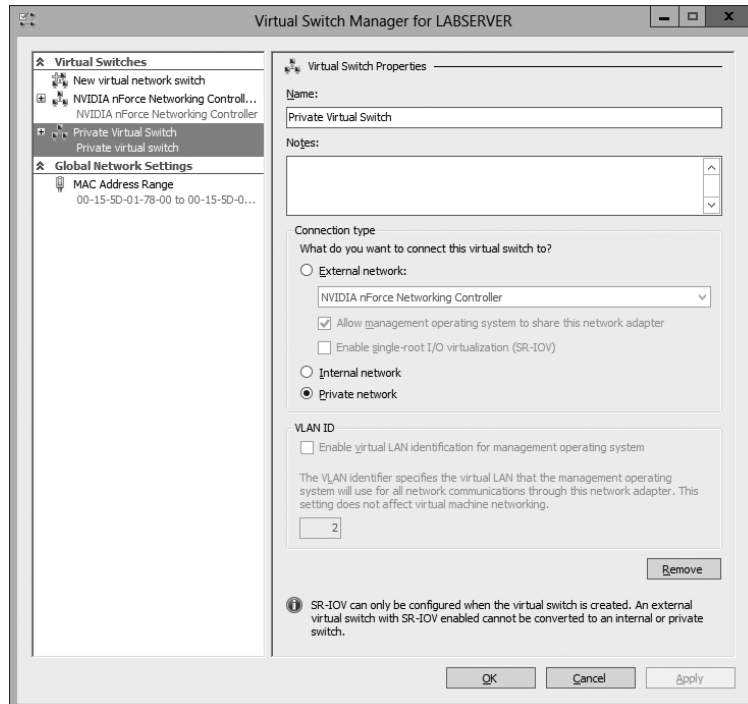 Virtual Switch Manager for LABSERVER
Virtual Switches
New virtual network switch
NVIDIA nForce Networking Controll...
NVIDIA nForce Networking Controller
Private Virtual Switch
Private virtual switch
Global Network Settings
MAC Address Range
00-15-5D-01-78-00 to 00-15-5D-0...
Virtual Switch Properties
Name:
Private Virtual Switch
Notes:
Connection type
What do you want to connect this virtual switch to?
External network:
NVIDIA nForce Networking Controller
Allow management operating system to share this network adapter
Enable single-root I/O virtualization (SR-IOV)
Internal network
Private network
VLAN ID
Enable virtual LAN identification for management operating system
The VLAN identifier specifies the virtual LAN that the management operating
system will use for all network communications through this network adapter. This
setting does not affect virtual machine networking.
2
Remove
SR-IOV can only be configured when the virtual switch is created. An external
virtual switch with SR-IOV enabled cannot be converted to an internal or private
switch.
OK
Cancel
Apply